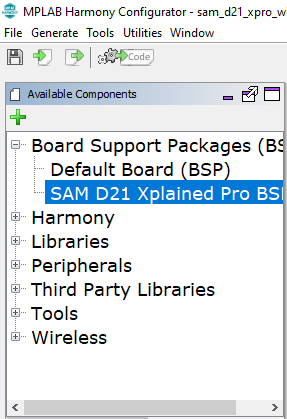 MPLAB Harmony Configurator - sam_d21_xpro_w
File Generate Tools Utilities Window
Code
Available Components
Board Support Packages (BS
Default Board (BSP)
SAM D21 Xplained Pro BSP
Harmony
Libraries
Peripherals
Third Party Libraries
Tools
Wireless